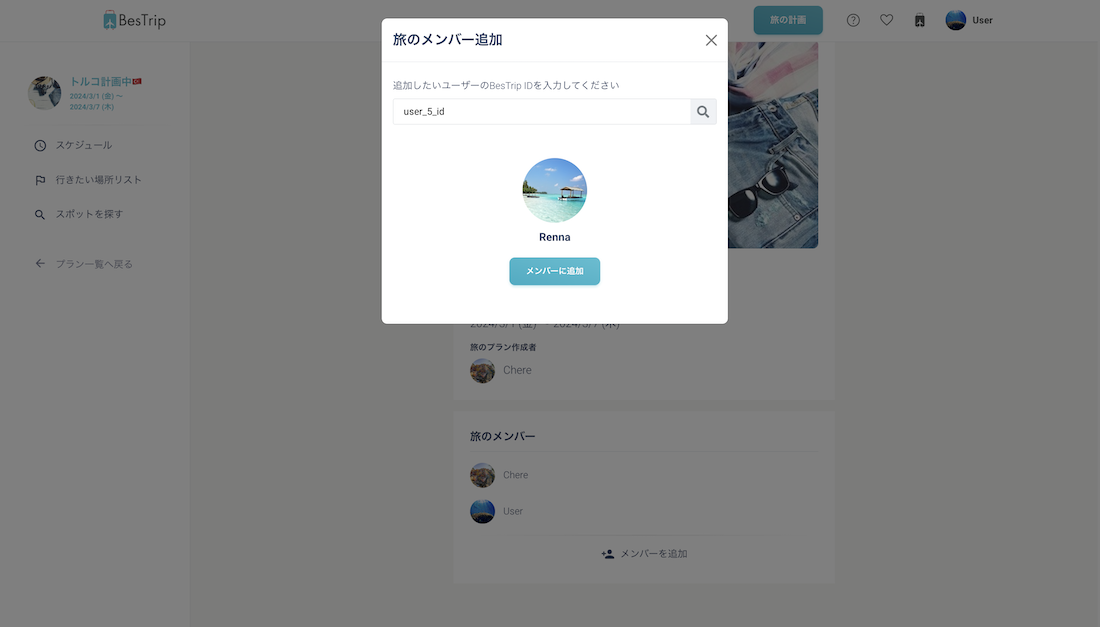 BesTrip
旅の計画
User
トルコ計画中🇹🇷
2024/3/1 (金) 〜
2024/3/7 (木)
スケジュール
行きたい場所リスト
スポットを探す
プラン一覧へ戻る
旅のメンバー追加
追加したいユーザーのBesTrip IDを入力してください
user_5_id
Renna
メンバーに追加
2024/3/1 (金) 〜 2024/3/7 (木)
旅のプラン作成者
Chere
旅のメンバー
Chere
User
メンバーを追加